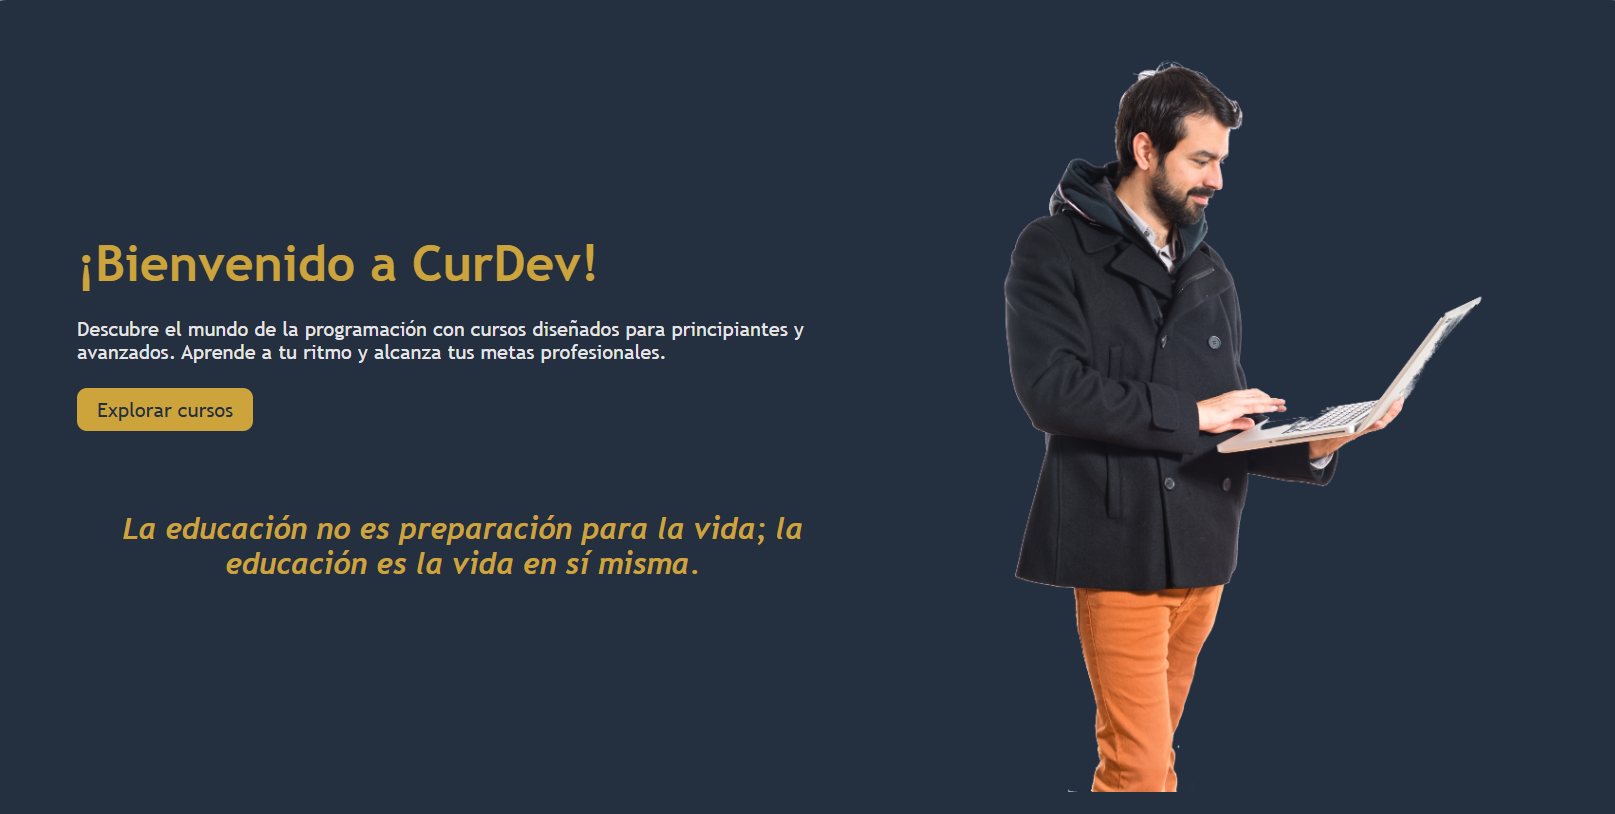 ¡Bienvenido a CurDev!
Descubre el mundo de la programación con cursos diseñados para principiantes y
avanzados. Aprende a tu ritmo y alcanza tus metas profesionales.
Explorar cursos
La educación no es preparación para la vida; la
educación es la vida en sí misma.